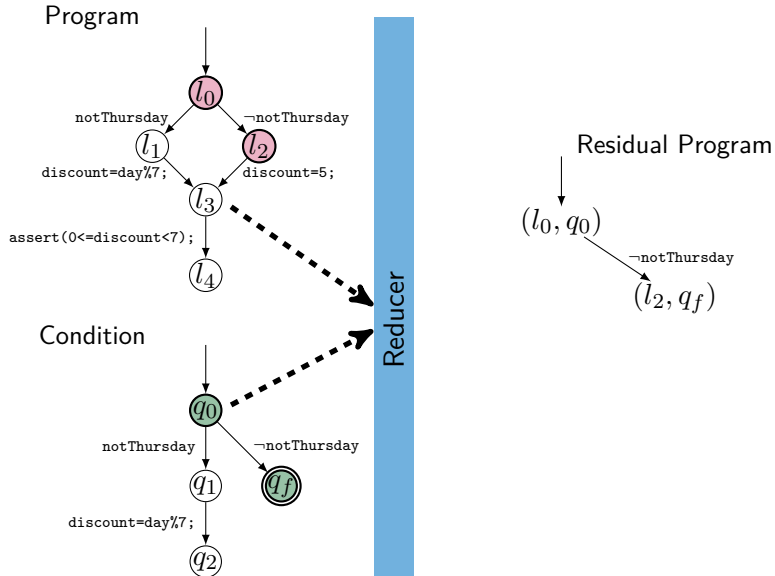 Program
l0
notThursday
¬notThursday
l1
l2
discount=day%7;
discount=5;
l3
assert(0<=discount<7);
l4
Condition
q0
notThursday
¬notThursday
q1
qf
discount=day%7;
q2
Reducer
Residual Program
(l0, q0)
¬notThursday
(l2, qf)